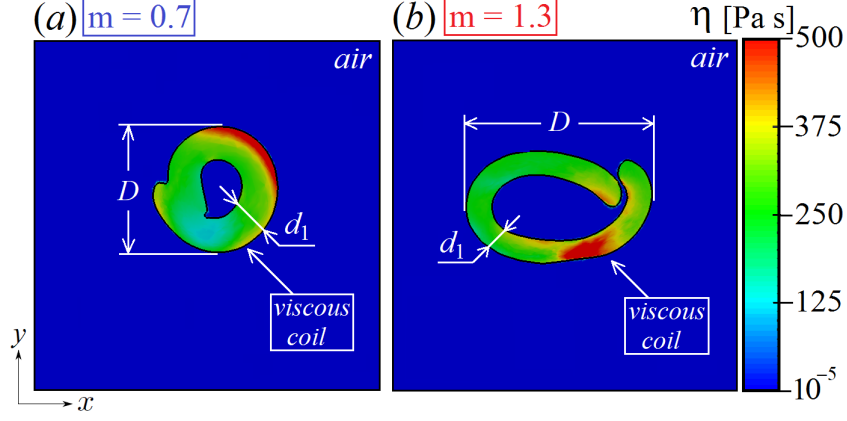 (a) m = 0.7
(b) m = 1.3
η [Pa s]
air
air
500
375
250
125
10⁻⁵
D
d₁
viscous
coil
D
d₁
viscous
coil
y
x